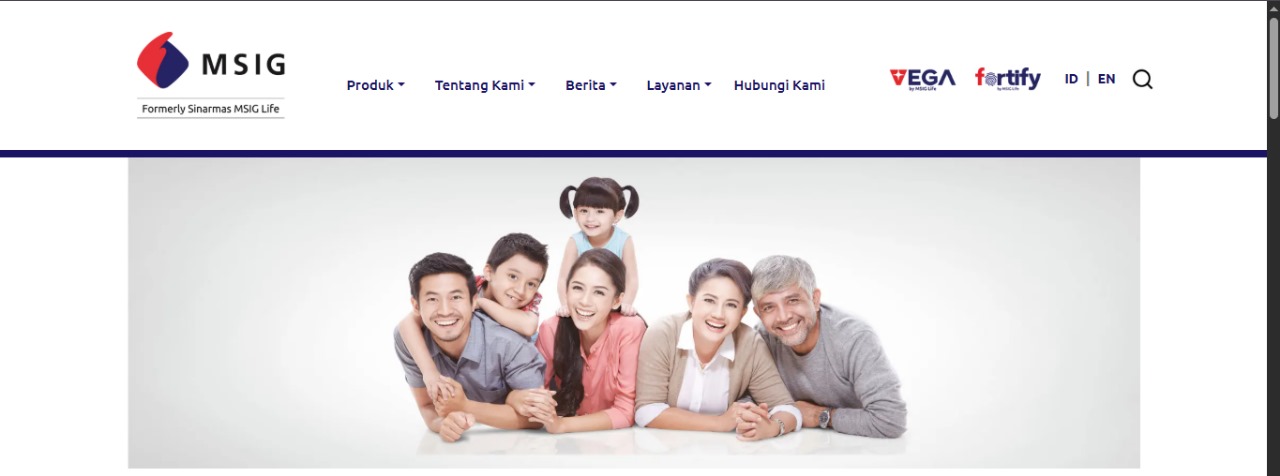 MSIG
Formerly Sinarmas MSIG Life
Produk
Tentang Kami
Berita
Layanan
Hubungi Kami
VEGA
by MSIG Life
fortify
by MSIG Life
ID | EN